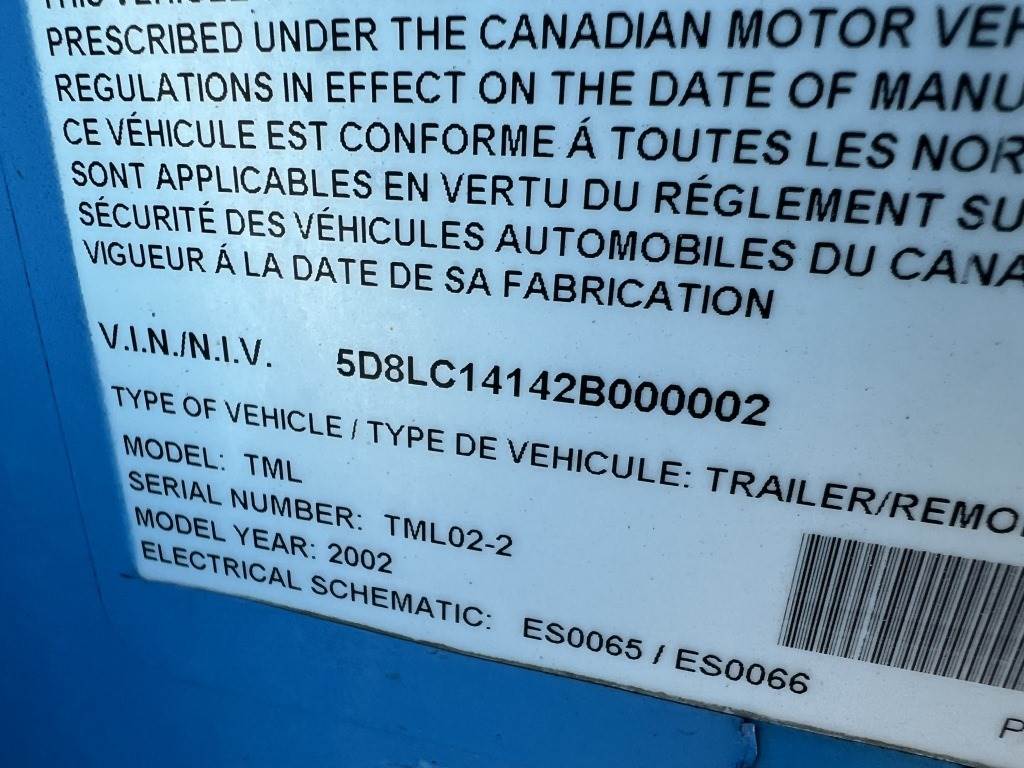 PRESCRIBED UNDER THE CANADIAN MOTOR
REGULATIONS IN EFFECT ON THE DATE OF
CE VÉHICULE EST CONFORME Á TOUTES LES
SONT APPLICABLES EN VERTU DU RÉGLEMENT
SÉCURITÉ DES VÉHICULES AUTOMOBILES DU
VIGUEUR Á LA DATE DE SA FABRICATION
V.I.N./N.I.V. 5D8LC14142B000002
TYPE OF VEHICLE / TYPE DE VEHICULE: TRAILER/REMO
MODEL: TML
SERIAL NUMBER: TML02-2
MODEL YEAR: 2002
ELECTRICAL SCHEMATIC: ES0065 / ES0066